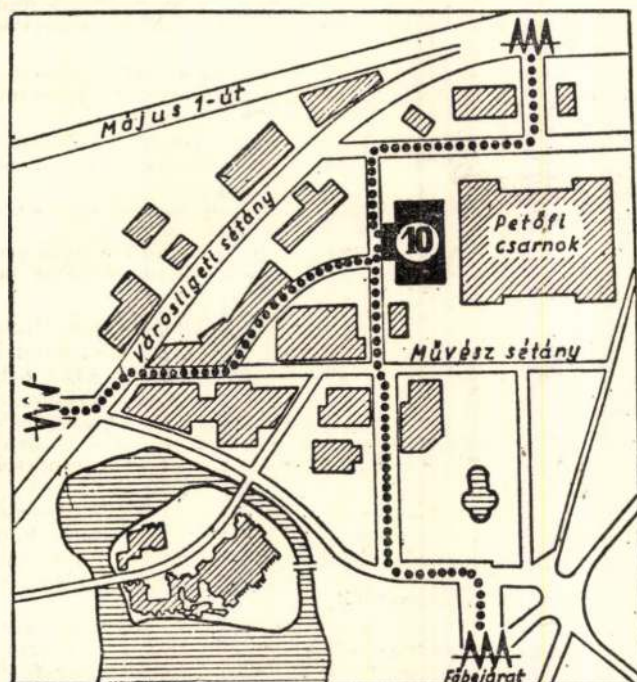 Május 1-út
Városligeti sétány
10
Petőfi
csarnok
Művész sétány
Főbejárat